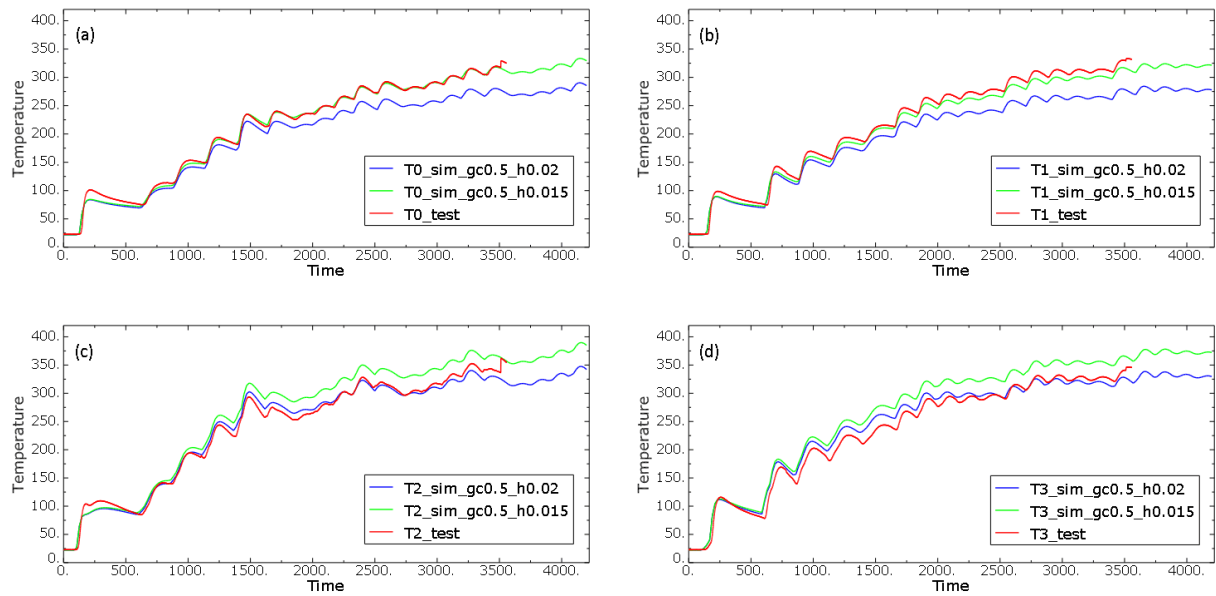 (a)
400.
350.
300.
250.
200.
150.
100.
50.
0.
Temperature
T0_sim_gc0.5_h0.02
T0_sim_gc0.5_h0.015
T0_test
0. 500. 1000. 1500. 2000. 2500. 3000. 3500. 4000.
Time
(b)
400.
350.
300.
250.
200.
150.
100.
50.
0.
Temperature
T1_sim_gc0.5_h0.02
T1_sim_gc0.5_h0.015
T1_test
0. 500. 1000. 1500. 2000. 2500. 3000. 3500. 4000.
Time
(c)
400.
350.
300.
250.
200.
150.
100.
50.
0.
Temperature
T2_sim_gc0.5_h0.02
T2_sim_gc0.5_h0.015
T2_test
0. 500. 1000. 1500. 2000. 2500. 3000. 3500. 4000.
Time
(d)
400.
350.
300.
250.
200.
150.
100.
50.
0.
Temperature
T3_sim_gc0.5_h0.02
T3_sim_gc0.5_h0.015
T3_test
0. 500. 1000. 1500. 2000. 2500. 3000. 3500. 4000.
Time